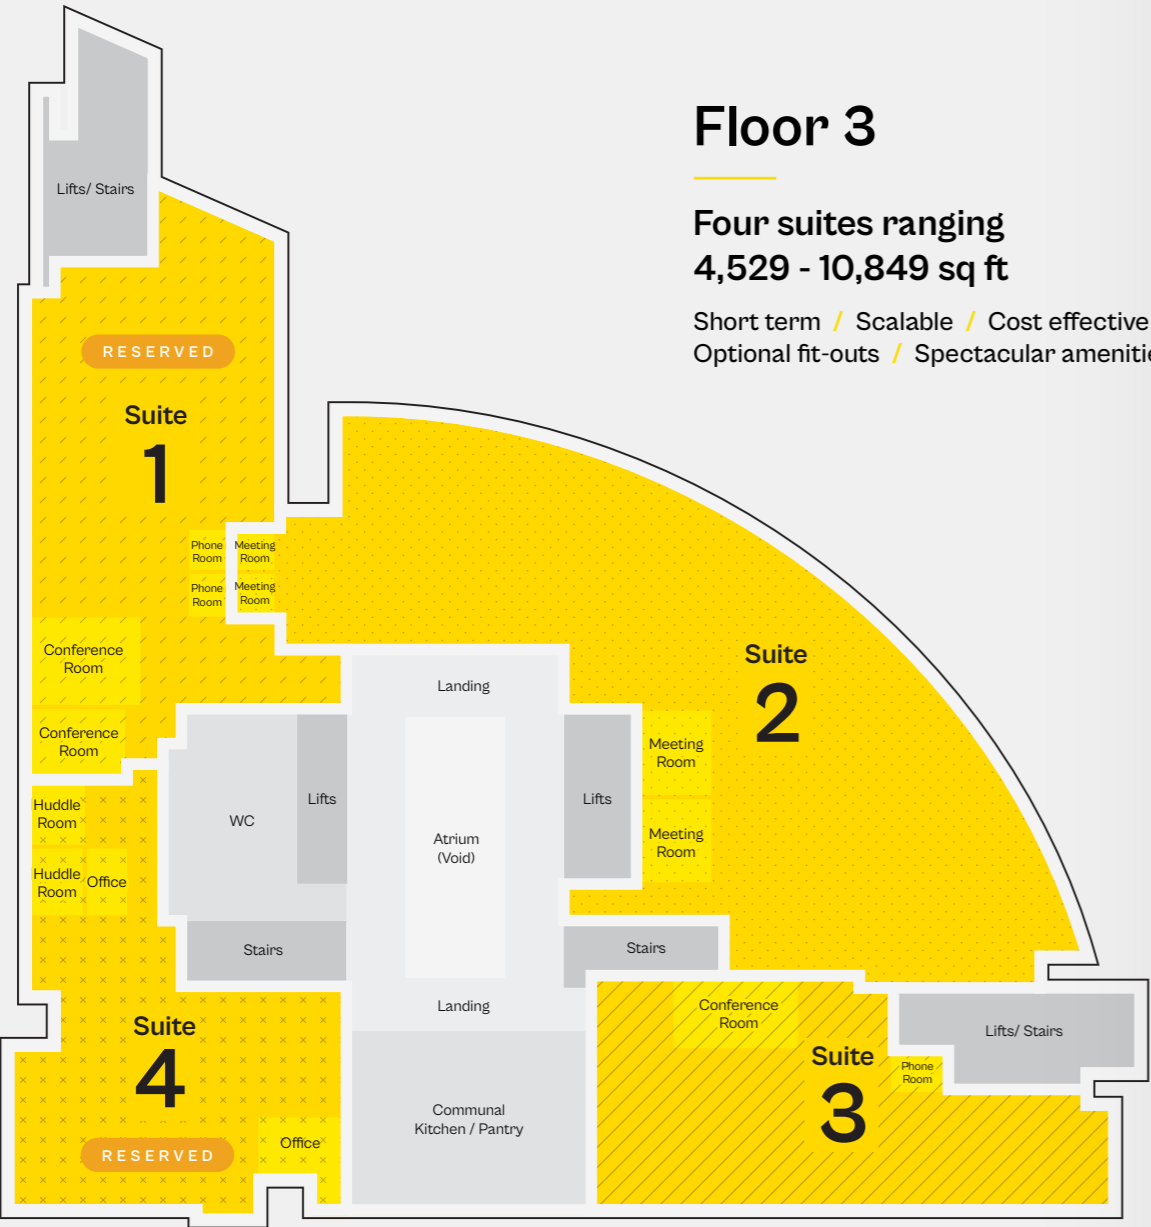 Floor 3
Four suites ranging
4,529 - 10,849 sq ft
Short term / Scalable / Cost effective
Optional fit-outs / Spectacular amenitie
Lifts/ Stairs
RESERVED
Suite
1
Phone
Room
Meeting
Room
Phone
Room
Meeting
Room
Conference
Room
Conference
Room
Landing
Suite
2
Meeting
Room
Meeting
Room
Lifts
Lifts
WC
Atrium
(Void)
Huddle
Room
Huddle
Room
Office
Stairs
Stairs
Landing
Conference
Room
Lifts/ Stairs
Suite
4
RESERVED
Office
Communal
Kitchen / Pantry
Suite
3
Phone
Room